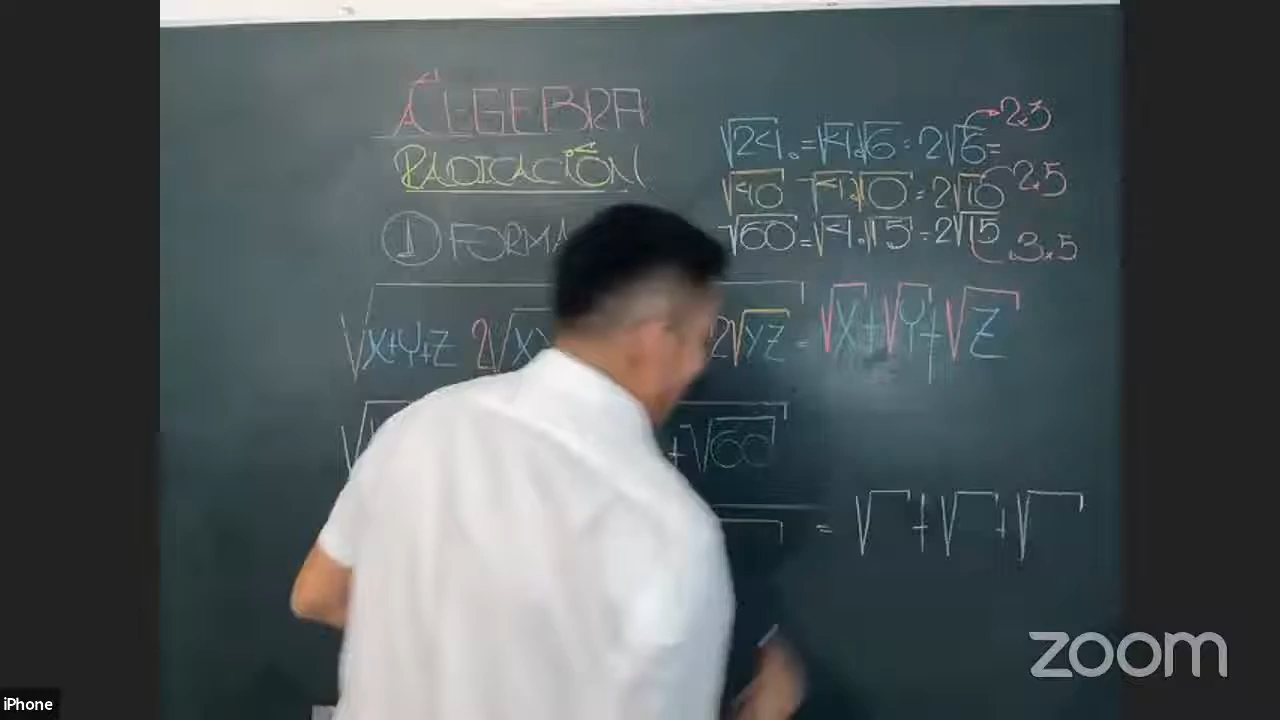 ÁLGEBRA
RADICACIÓN
① FORMA
√24 = √4.√6 = 2√6 = 2.3
√40 = √4.√10 = 2√10 2.5
√60 = √4.√15 = 2√15 3.5
√X+Y+Z 2√X 2√YZ = √X+√Y+√Z
+√60
= √ +√ +√
zoom
iPhone